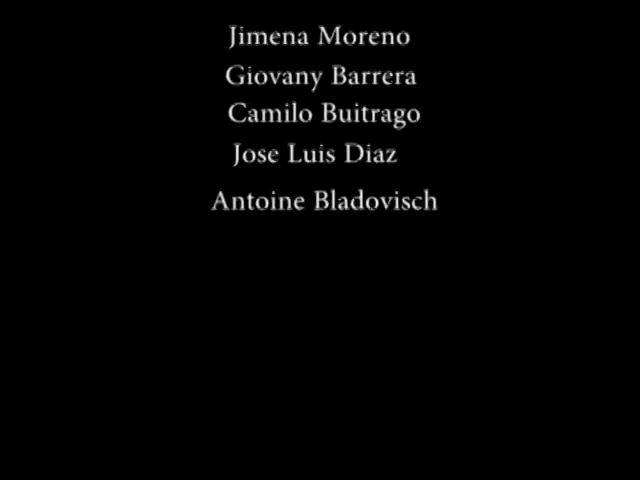 Jimena Moreno
Giovany Barrera
Camilo Buitrago
Jose Luis Diaz
Antoine Bladovisch